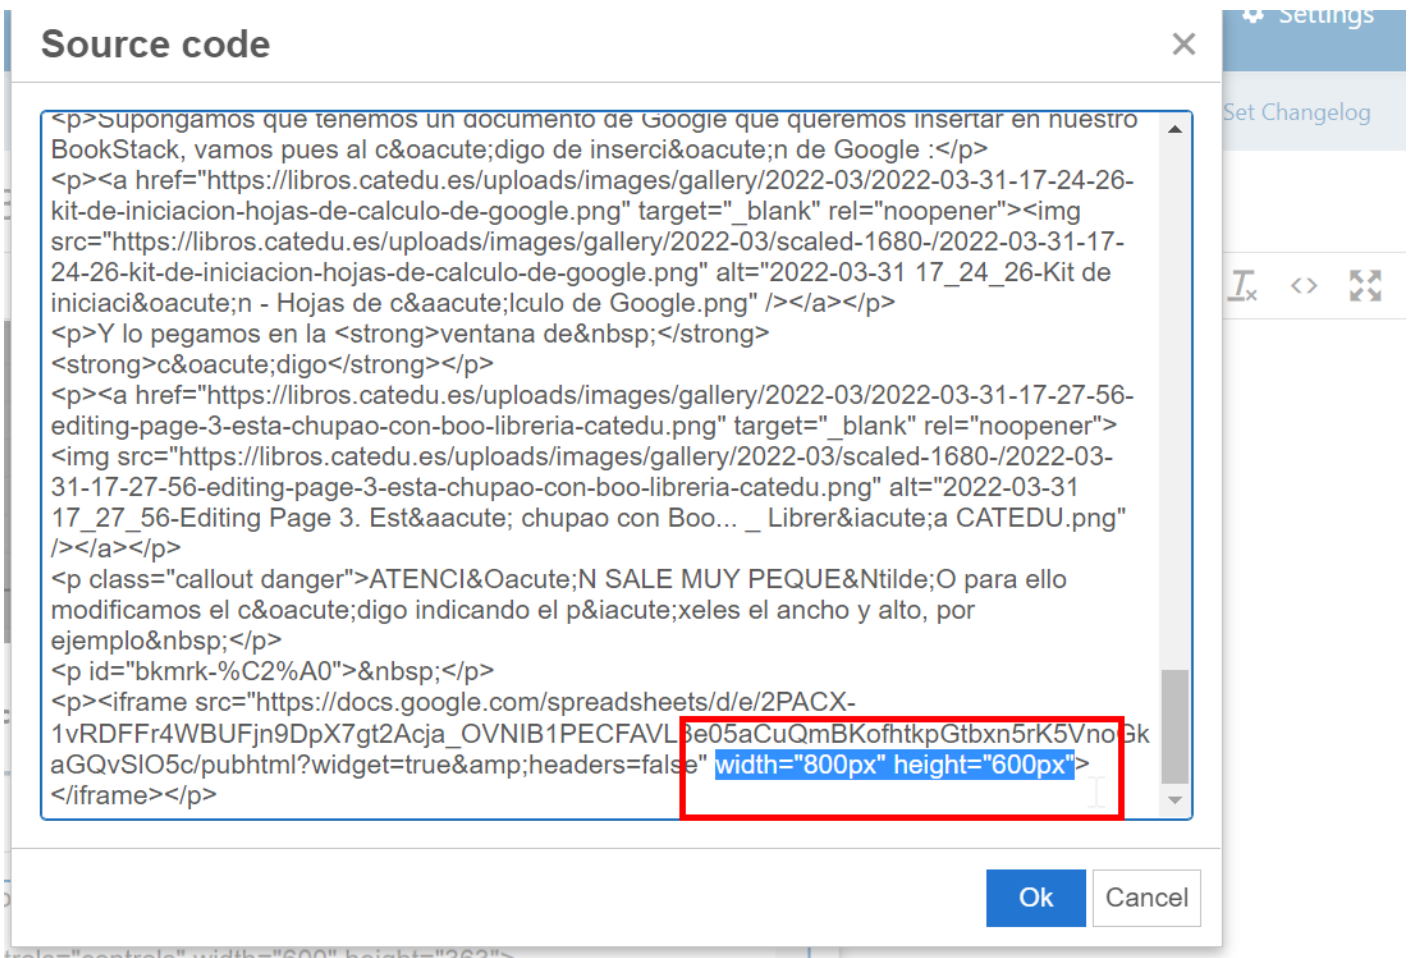 Settings
Source code
Set Changelog
<p>Supongamos que tenemos un documento de Google que queremos insertar en nuestro
BookStack, vamos pues al c&oacute;digo de inserci&oacute;n de Google :</p>
<p><a href="https://libros.catedu.es/uploads/images/gallery/2022-03/2022-03-31-17-24-26-
kit-de-iniciacion-hojas-de-calculo-de-google.png" target="_blank" rel="noopener"><img
src="https://libros.catedu.es/uploads/images/gallery/2022-03/scaled-1680-/2022-03-31-17-
24-26-kit-de-iniciacion-hojas-de-calculo-de-google.png" alt="2022-03-31 17_24_26-Kit de
iniciaci&oacute;n - Hojas de c&aacute;lculo de Google.png" /></a></p>
<p>Y lo pegamos en la <strong>ventana de&nbsp;</strong>
<strong>c&oacute;digo</strong></p>
<p><a href="https://libros.catedu.es/uploads/images/gallery/2022-03/2022-03-31-17-27-56-
editing-page-3-esta-chupao-con-boo-libreria-catedu.png" target="_blank" rel="noopener">
<img src="https://libros.catedu.es/uploads/images/gallery/2022-03/scaled-1680-/2022-03-
31-17-27-56-editing-page-3-esta-chupao-con-boo-libreria-catedu.png" alt="2022-03-31
17_27_56-Editing Page 3. Est&aacute; chupao con Boo... _ Librer&iacute;a CATEDU.png"
/></a></p>
<p class="callout danger">ATENCI&Oacute;N SALE MUY PEQUE&Ntilde;O para ello
modificamos el c&oacute;digo indicando el p&iacute;xeles el ancho y alto, por
ejemplo&nbsp;</p>
<p id="bkmrk-%C2%A0">&nbsp;</p>
<p><iframe src="https://docs.google.com/spreadsheets/d/e/2PACX-
1vRDFFr4WBUFjn9DpX7gt2Acja_OVNIB1PECFAVL3e05aCuQmBKofhtkpGtbxn5rK5VnoGk
aGQvSlO5c/pubhtml?widget=true&amp;headers=false" width="800px" height="600px">
</iframe></p>
Ok
Cancel